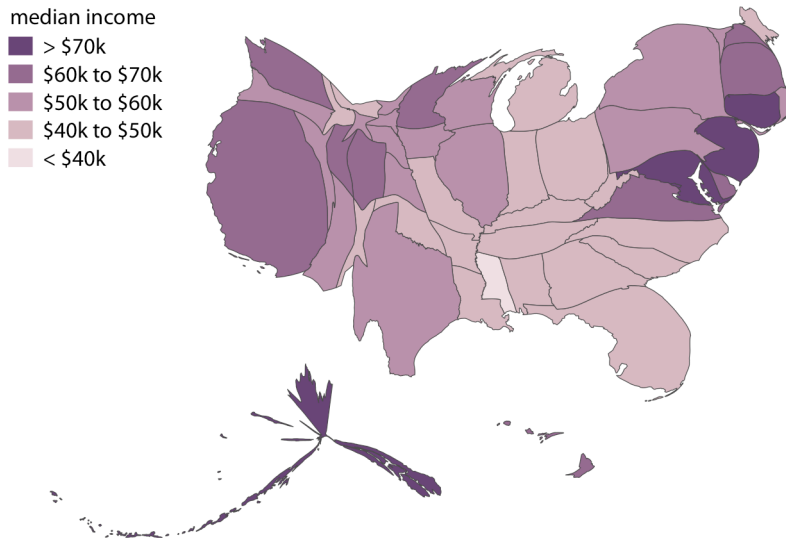 median income
> $70k
$60k to $70k
$50k to $60k
$40k to $50k
< $40k